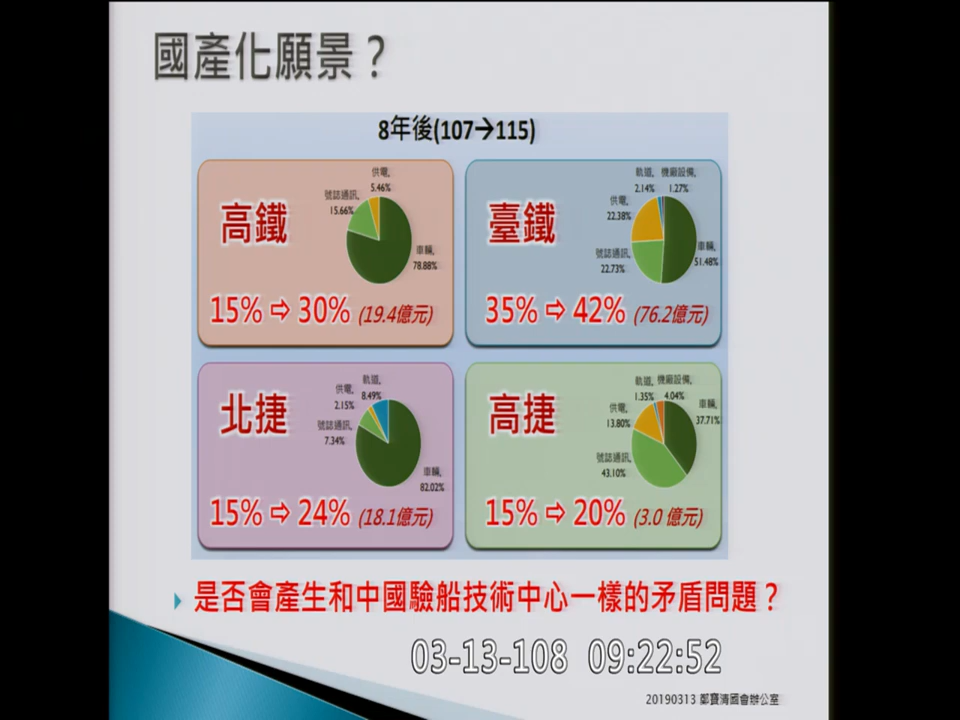 國產化願景？
8年後(107→115)
高鐵
供電, 5.46%
號誌通訊, 15.66%
車輛, 78.88%
15% ⇨ 30% (19.4億元)
臺鐵
軌道, 2.14%
機廠設備, 1.27%
供電, 22.38%
號誌通訊, 22.73%
車輛, 51.48%
35% ⇨ 42% (76.2億元)
北捷
軌道, 8.49%
供電, 2.15%
號誌通訊, 7.34%
車輛, 82.02%
15% ⇨ 24% (18.1億元)
高捷
軌道, 1.35%
機廠設備, 4.04%
供電, 13.80%
車輛, 37.71%
號誌通訊, 43.10%
15% ⇨ 20% (3.0 億元)
是否會產生和中國驗船技術中心一樣的矛盾問題？
03-13-108 09:22:52
20190313 鄭寶清國會辦公室